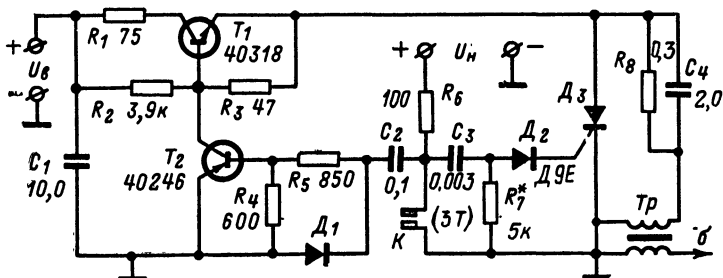 R1 75
T1
40318
+
Uв
R2 3,9к
R3 47
+ Uн -
100
R6
R8
0,3
C4
2,0
Д3
C1
10,0
T2
40246
R4
600
R5 850
C2
0,1
C3
0,003
Д2
Д9Е
R7*
5к
К
(3Т)
Д1
Тр